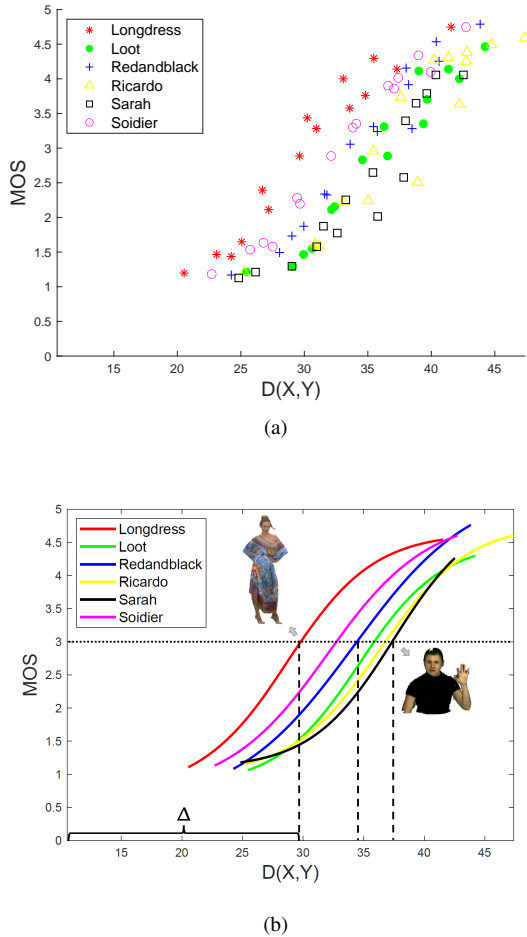 5
4.5
4
3.5
3
2.5
2
1.5
1
0.5
0
MOS
Longdress
Loot
Redandblack
Ricardo
Sarah
Soidier
15 20 25 30 35 40 45
D(X,Y)
(a)
5
4.5
4
3.5
3
2.5
2
1.5
1
0.5
0
MOS
Longdress
Loot
Redandblack
Ricardo
Sarah
Soidier
Δ
15 20 25 30 35 40 45
D(X,Y)
(b)